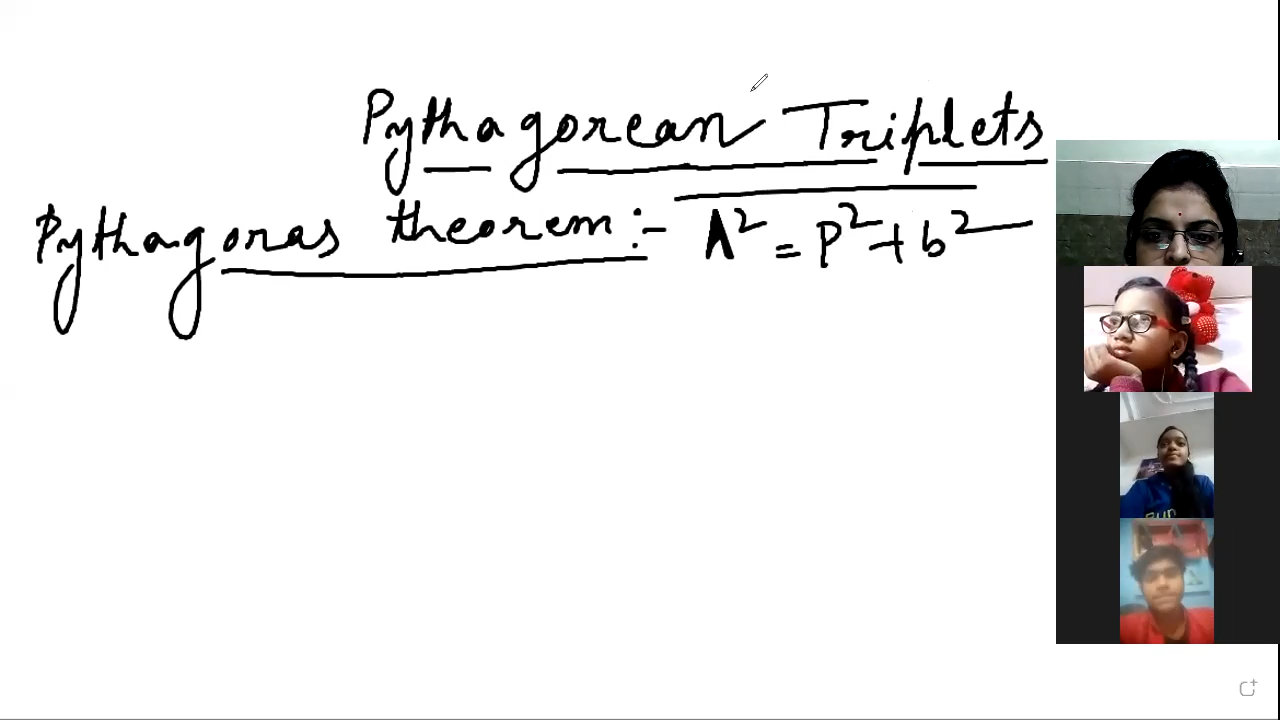 Pythagorean Triplets
Pythagoras theorem:- h² = p² + b²